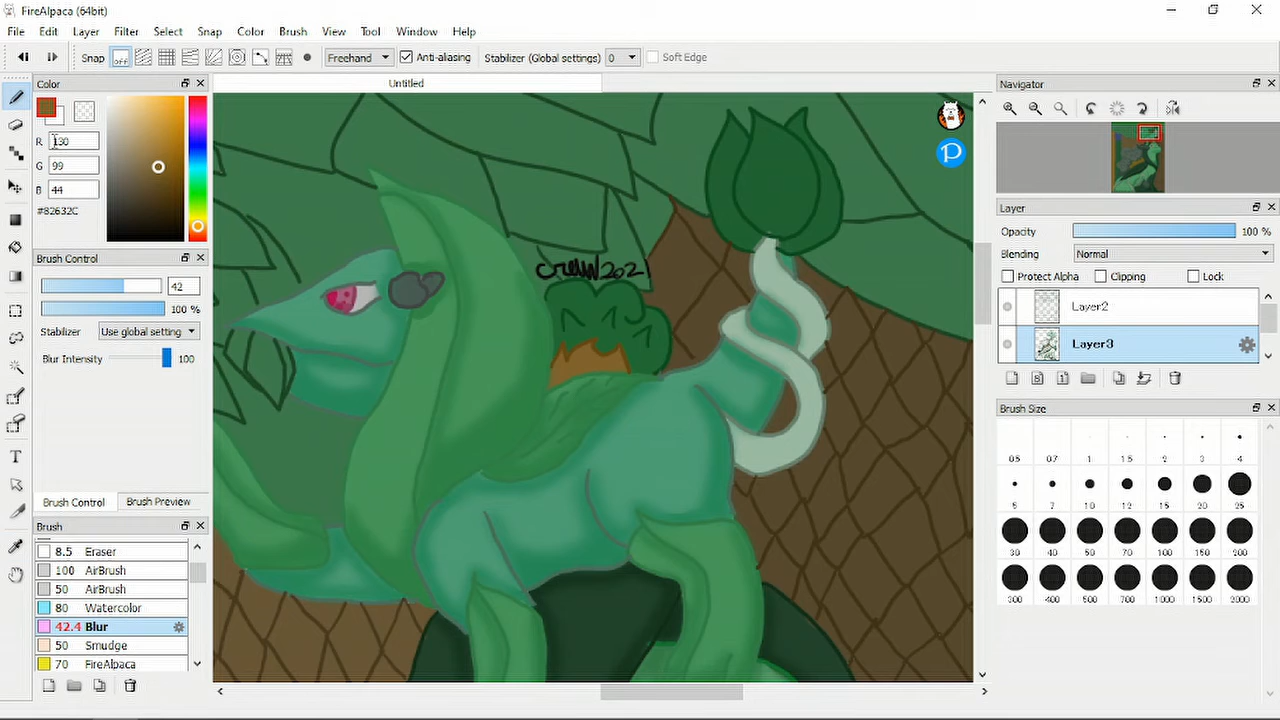 FireAlpaca (64bit)
File Edit Layer Filter Select Snap Color Brush View Tool Window Help
Snap OFF Freehand Anti-aliasing Stabilizer (Global settings) 0 Soft Edge
Color
R 130
G 99
B 44
#82632C
Brush Control
42
100 %
Stabilizer Use global setting
Blur Intensity 100
Brush Control Brush Preview
Brush
8.5 Eraser
100 AirBrush
50 AirBrush
80 Watercolor
42.4 Blur
50 Smudge
70 FireAlpaca
Untitled
2021
P
Navigator
Layer
Opacity 100 %
Blending Normal
Protect Alpha Clipping Lock
Layer2
Layer3
Brush Size
0.5 0.7 1 1.5 2 3 4
5 7 10 12 15 20 25
30 40 50 70 100 150 200
300 400 500 700 1000 1500 2000